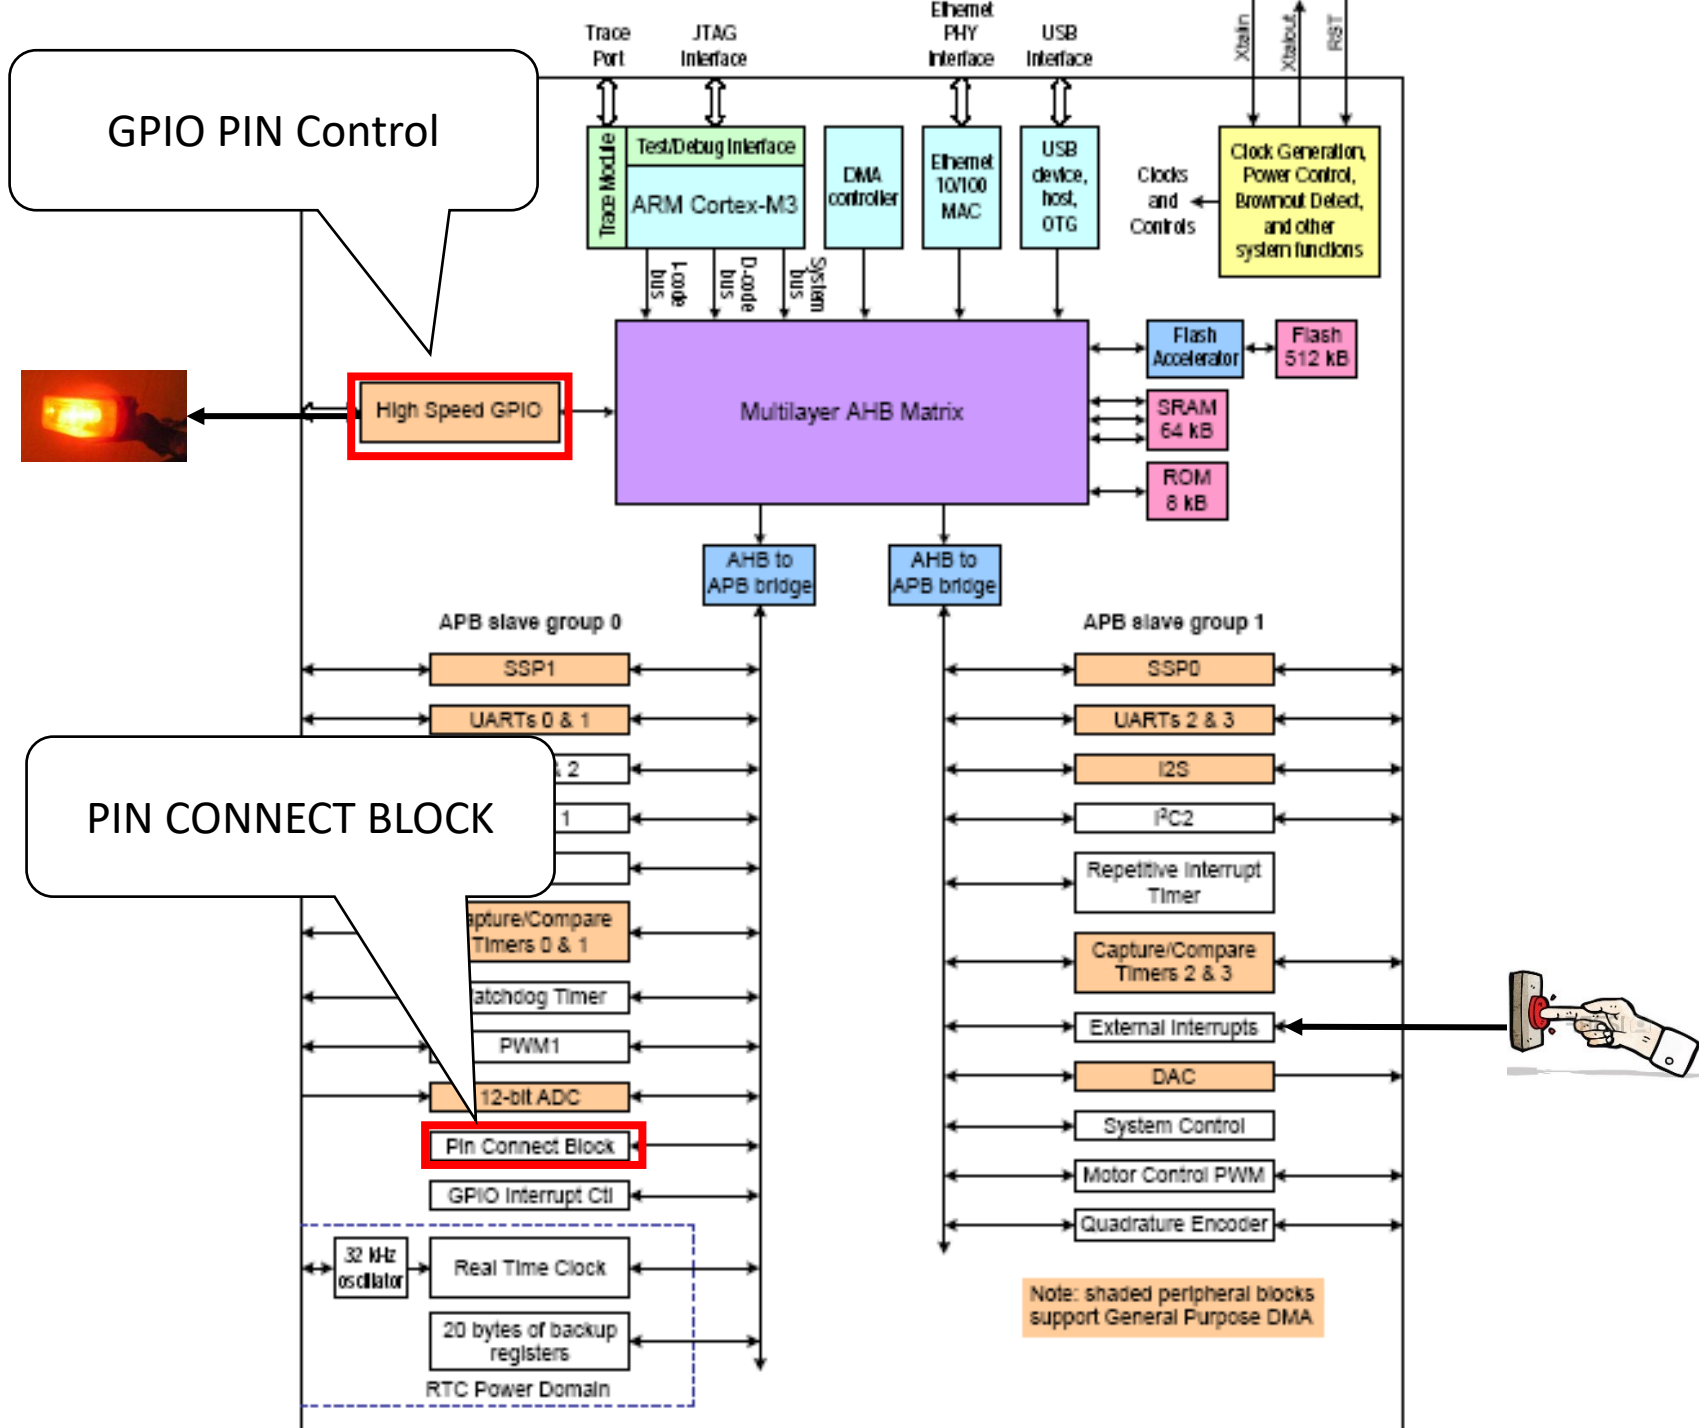 Ethernet
PHY
Interface
Trace
Port
JTAG
Interface
USB
Interface
Xtalin
Xtalout
RST
GPIO PIN Control
Trace Module
Test/Debug Interface
ARM Cortex-M3
DMA
controller
Ethernet
10/100
MAC
USB
device,
host,
OTG
Clocks
and
Controls
Clock Generation,
Power Control,
Brownout Detect,
and other
system functions
I-code
bus
D-code
bus
System
bus
Flash
Accelerator
Flash
512 kB
High Speed GPIO
Multilayer AHB Matrix
SRAM
64 kB
ROM
8 kB
AHB to
APB bridge
AHB to
APB bridge
APB slave group 0
APB slave group 1
SSP1
SSP0
UARTs 0 & 1
UARTs 2 & 3
& 2
I2S
PIN CONNECT BLOCK
1
I²C2
Repetitive Interrupt
Timer
apture/Compare
Timers 0 & 1
Capture/Compare
Timers 2 & 3
atchdog Timer
External Interrupts
PWM1
DAC
12-bit ADC
System Control
Pin Connect Block
Motor Control PWM
GPIO Interrupt Ctl
Quadrature Encoder
32 kHz
oscillator
Real Time Clock
20 bytes of backup
registers
RTC Power Domain
Note: shaded peripheral blocks
support General Purpose DMA